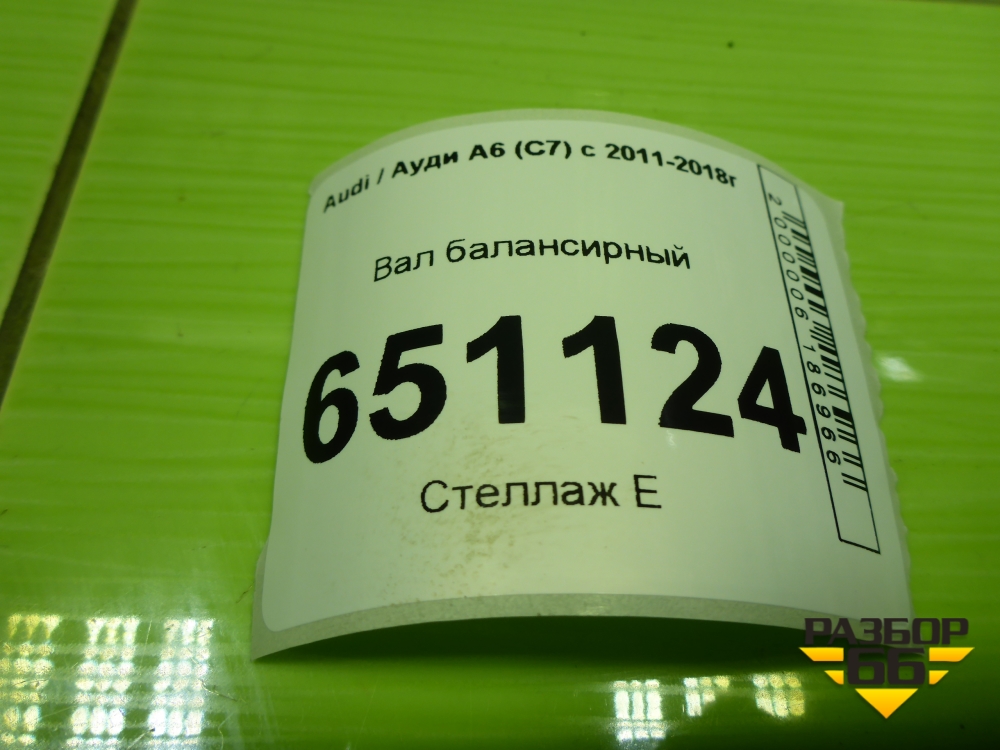 Audi / Ауди А6 (С7) с 2011-2018г
Вал балансирный
651124
Стеллаж Е
2000006186966
РАЗБОР
66